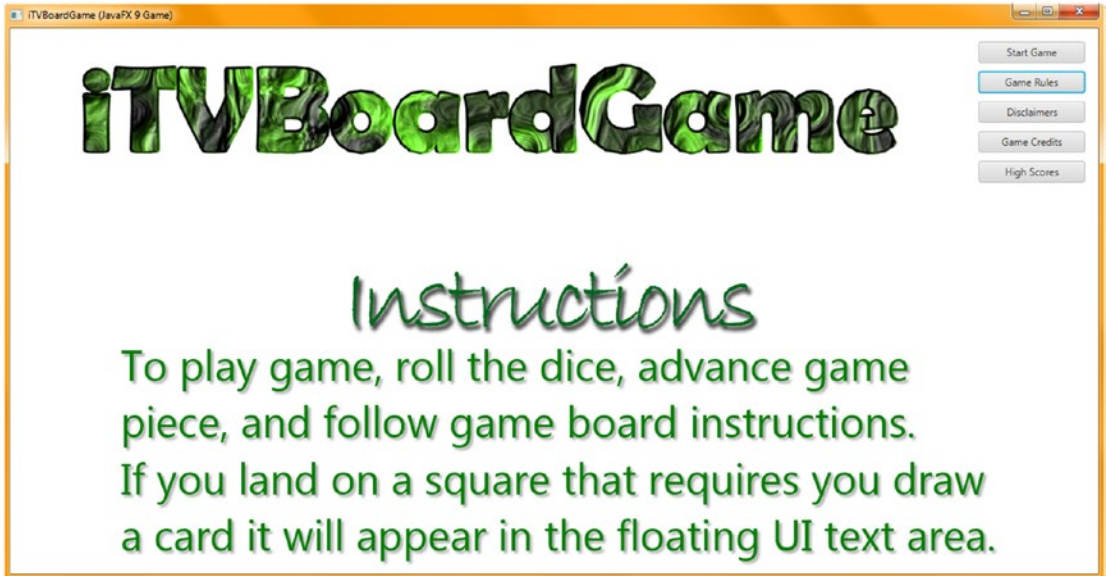 iTVBoardGame (JavaFX 9 Game)
iTVBoardGame
Start Game
Game Rules
Disclaimers
Game Credits
High Scores
Instructions
To play game, roll the dice, advance game
piece, and follow game board instructions.
If you land on a square that requires you draw
a card it will appear in the floating UI text area.